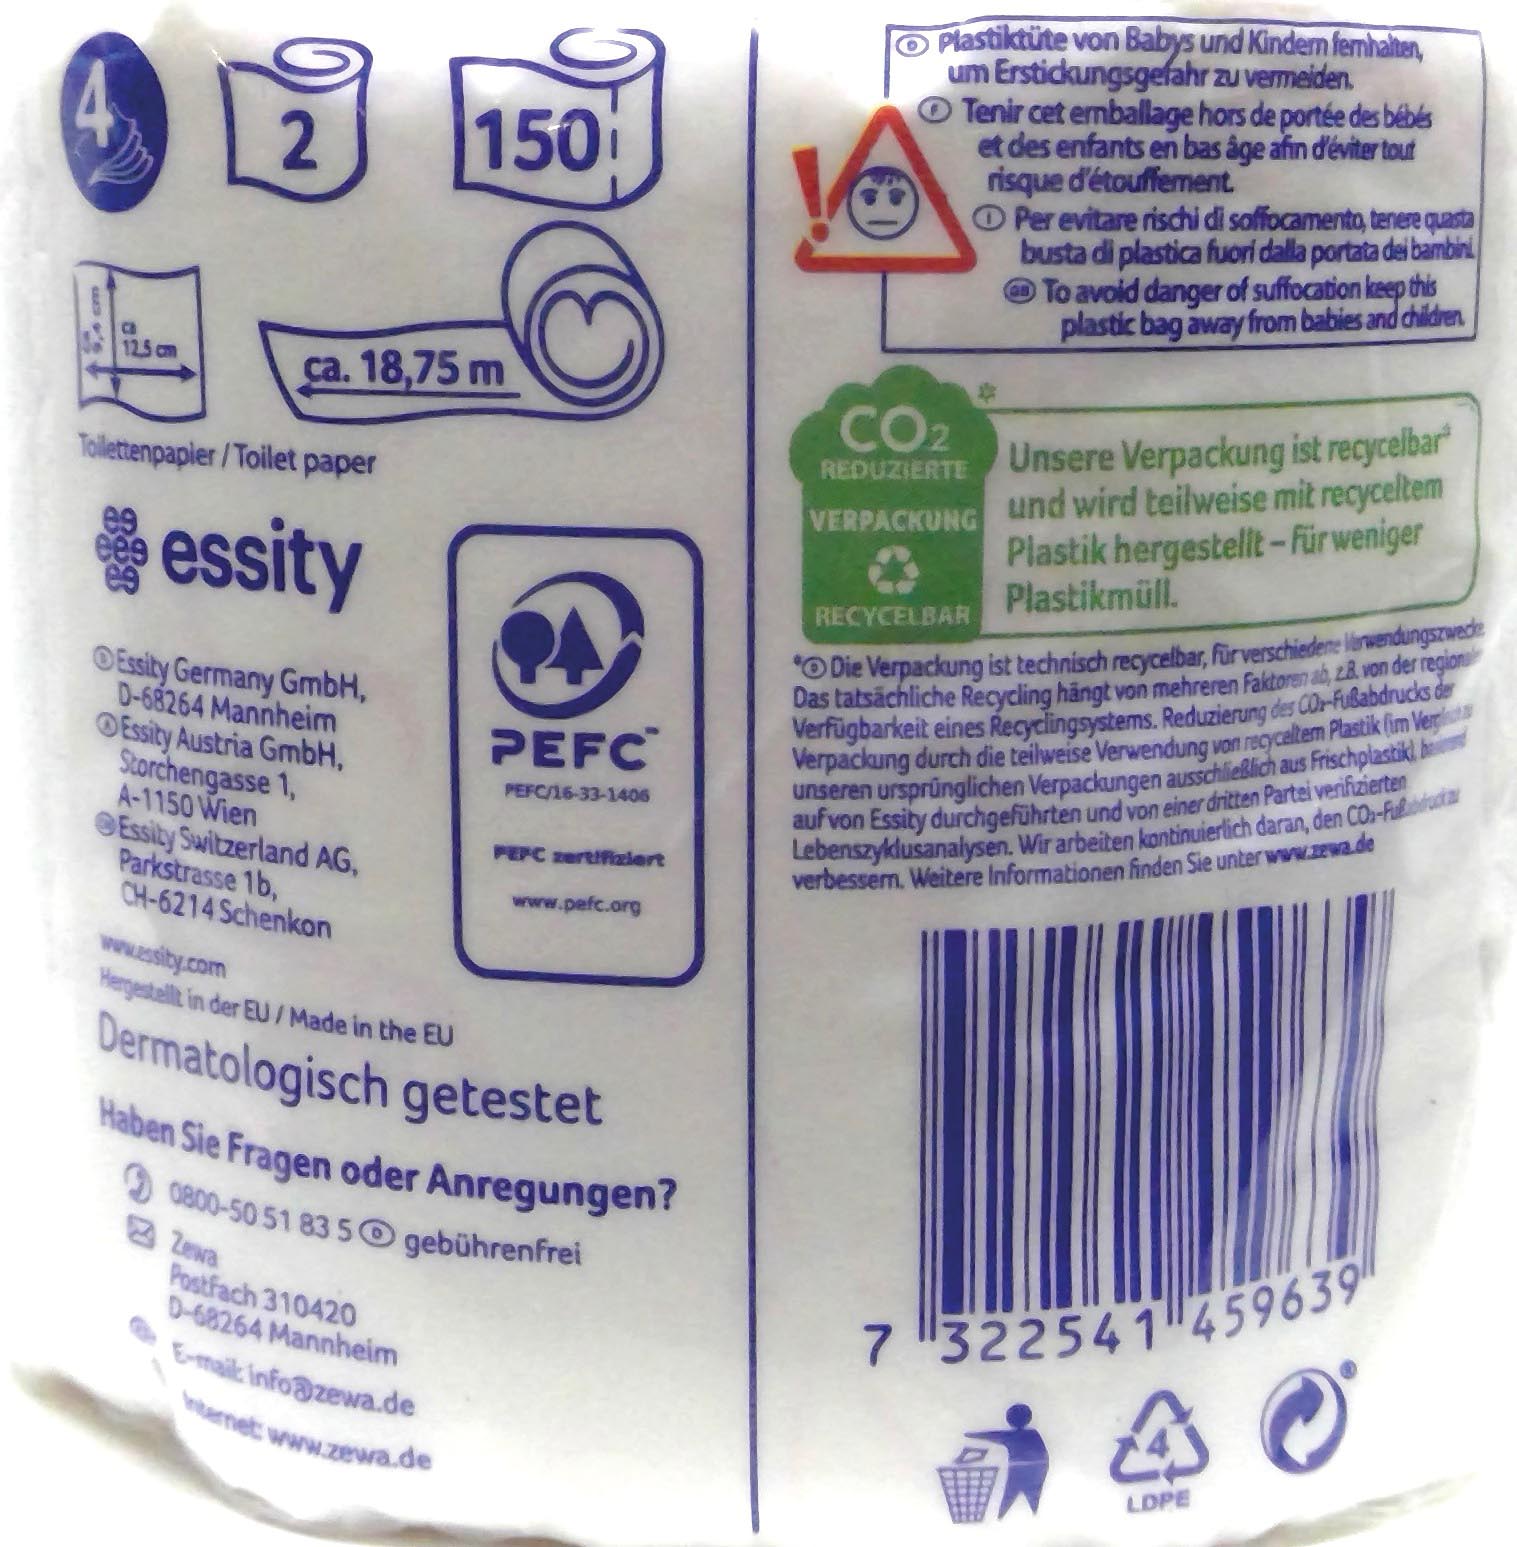 4
2
150
ca. 9,4 cm
ca
12,5 cm
ca. 18,75 m
Toilettenpapier / Toilet paper
essity
D Essity Germany GmbH,
D-68264 Mannheim
A Essity Austria GmbH,
Storchengasse 1,
A-1150 Wien
Essity Switzerland AG,
Parkstrasse 1b,
CH-6214 Schenkon
www.essity.com
Hergestellt in der EU / Made in the EU
PEFC™
PEFC/16-33-1406
PEFC zertifiziert
www.pefc.org
Dermatologisch getestet
Haben Sie Fragen oder Anregungen?
0800-50 51 83 5 D gebührenfrei
Zewa
Postfach 310420
D-68264 Mannheim
E-mail: info@zewa.de
Internet: www.zewa.de
D Plastiktüte von Babys und Kindern fernhalten,
um Erstickungsgefahr zu vermeiden.
F Tenir cet emballage hors de portée des bébés
et des enfants en bas âge afin d'éviter tout
risque d'étouffement.
I Per evitare rischi di soffocamento, tenere quasta
busta di plastica fuori dalla portata dei bambini.
GB To avoid danger of suffocation keep this
plastic bag away from babies and children.
CO2 *
REDUZIERTE
VERPACKUNG
RECYCELBAR
Unsere Verpackung ist recycelbar*
und wird teilweise mit recyceltem
Plastik hergestellt – für weniger
Plastikmüll.
*D Die Verpackung ist technisch recycelbar, für verschiedene Verwendungszwecke.
Das tatsächliche Recycling hängt von mehreren Faktoren ab, z.B. von der regionalen
Verfügbarkeit eines Recyclingsystems. Reduzierung des CO2-Fußabdrucks der
Verpackung durch die teilweise Verwendung von recyceltem Plastik (im Vergleich zu
unseren ursprünglichen Verpackungen ausschließlich aus Frischplastik), basierend
auf von Essity durchgeführten und von einer dritten Partei verifizierten
Lebenszyklusanalysen. Wir arbeiten kontinuierlich daran, den CO2-Fußabdruck zu
verbessern. Weitere Informationen finden Sie unter www.zewa.de
7 322541 459639
4
LDPE